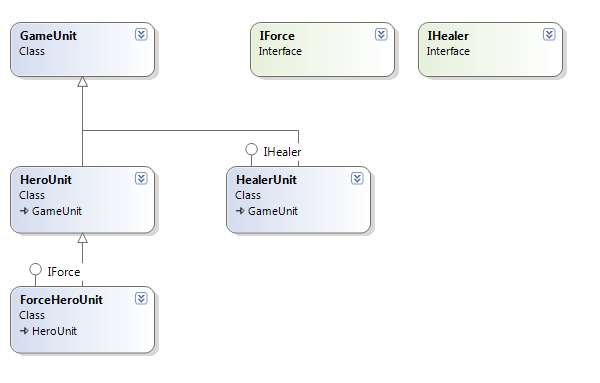 GameUnit
Class
IForce
Interface
IHealer
Interface
IHealer
HeroUnit
Class
GameUnit
HealerUnit
Class
GameUnit
IForce
ForceHeroUnit
Class
HeroUnit